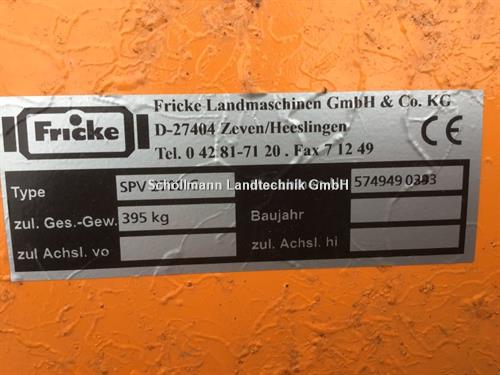 Fricke Landmaschinen GmbH & Co. KG
Fricke
D-27404 Zeven/Heeslingen
Tel. 0 42 81-71 20 . Fax 7 12 49
CE
Type SPV
Schöllmann Landtechnik GmbH
574949 0393
zul. Ges.-Gew. 395 kg Baujahr
zul. Achsl. vo zul. Achsl. hi